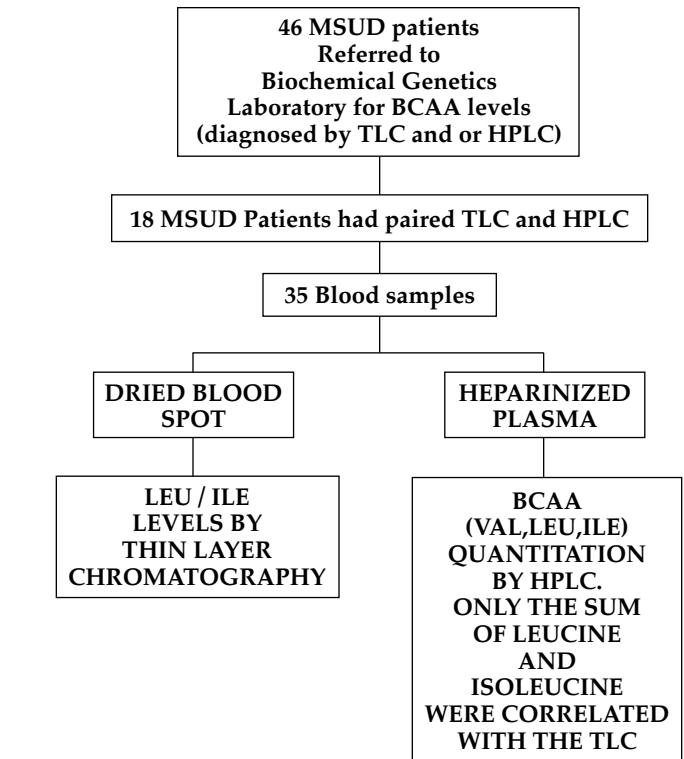 46 MSUD patients
Referred to
Biochemical Genetics
Laboratory for BCAA levels
(diagnosed by TLC and or HPLC)
18 MSUD Patients had paired TLC and HPLC
35 Blood samples
DRIED BLOOD
SPOT
HEPARINIZED
PLASMA
LEU / ILE
LEVELS BY
THIN LAYER
CHROMATOGRAPHY
BCAA
(VAL,LEU,ILE)
QUANTITATION
BY HPLC.
ONLY THE SUM
OF LEUCINE
AND
ISOLEUCINE
WERE CORRELATED
WITH THE TLC